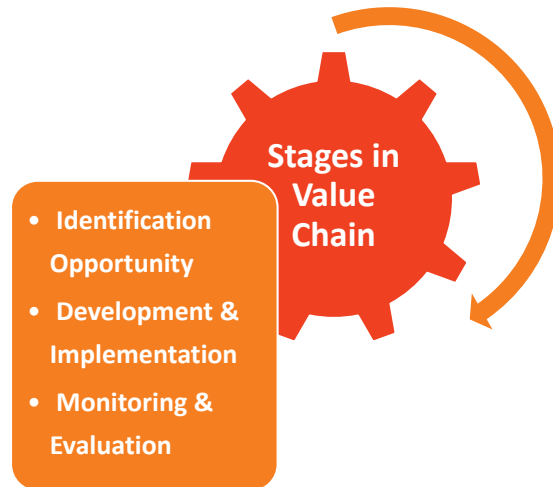 Stages in
Value
Chain
• Identification
Opportunity
• Development &
Implementation
• Monitoring &
Evaluation